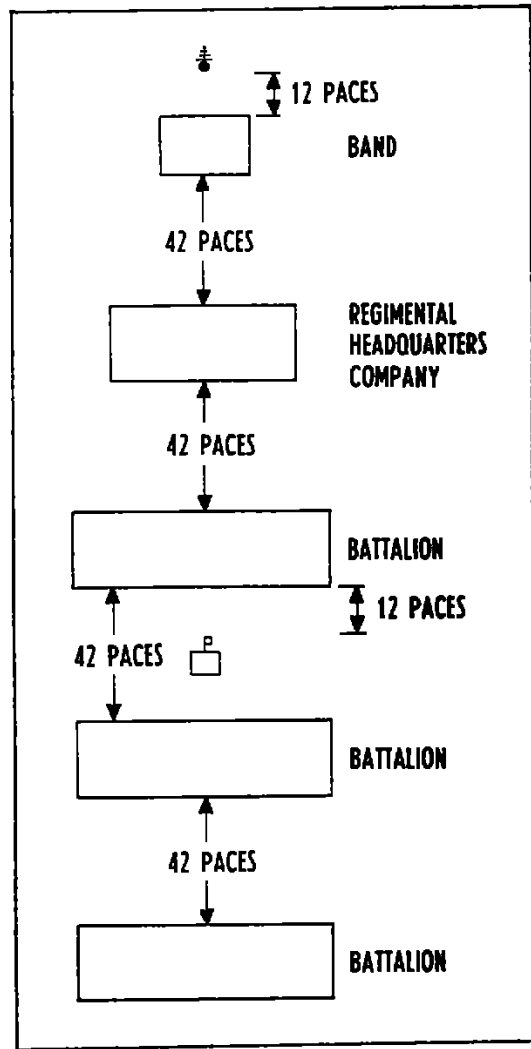 12 PACES
BAND
42 PACES
REGIMENTAL
HEADQUARTERS
COMPANY
42 PACES
BATTALION
12 PACES
42 PACES
BATTALION
42 PACES
BATTALION